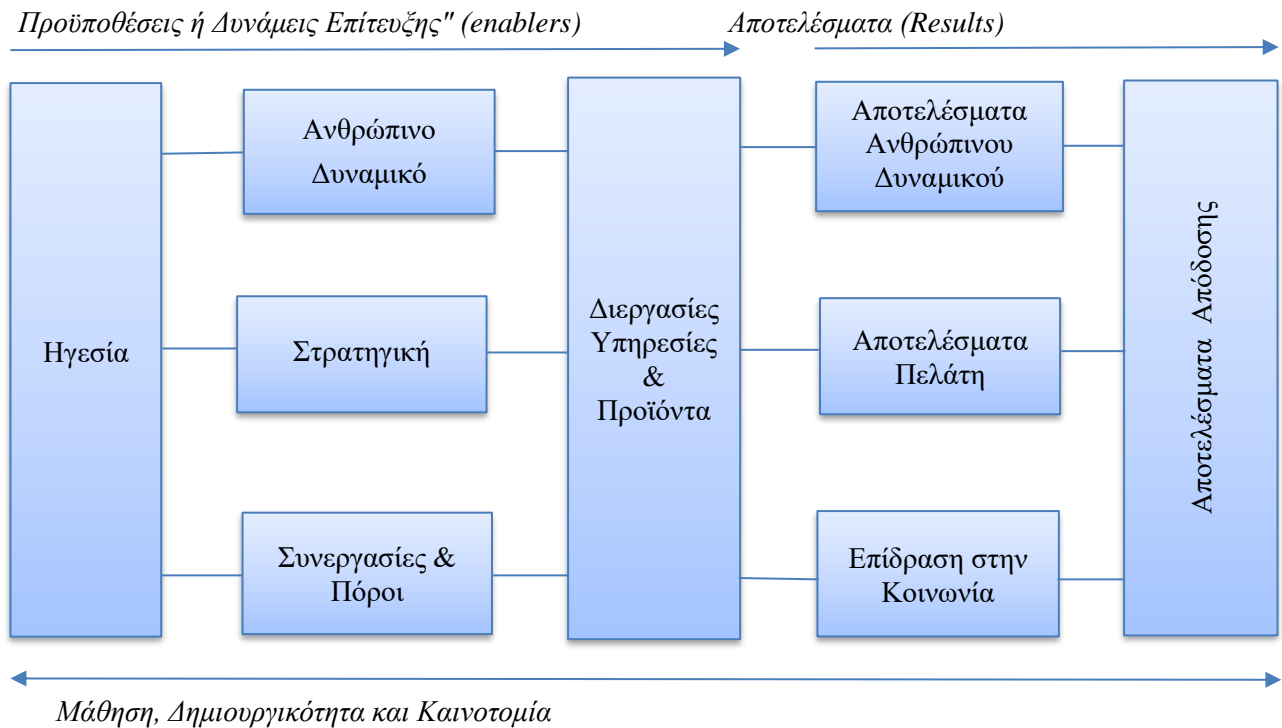 Προϋποθέσεις ή Δυνάμεις Επίτευξης" (enablers)
Αποτελέσματα (Results)
Ηγεσία
Ανθρώπινο
Δυναμικό
Στρατηγική
Συνεργασίες &
Πόροι
Διεργασίες
Υπηρεσίες
&
Προϊόντα
Αποτελέσματα
Ανθρώπινου
Δυναμικού
Αποτελέσματα
Πελάτη
Επίδραση στην
Κοινωνία
Αποτελέσματα Απόδοσης
Μάθηση, Δημιουργικότητα και Καινοτομία